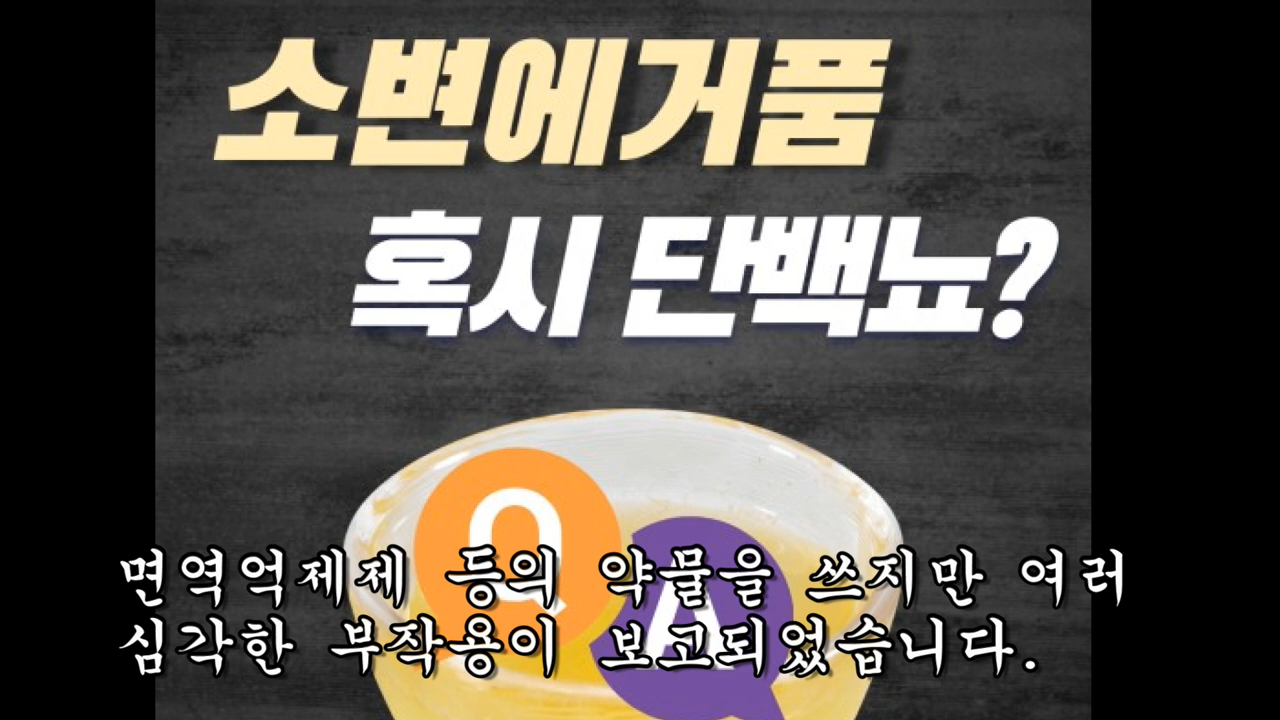 소변에거품
혹시 단백뇨?
Q
A
면역억제제 등의 약물을 쓰지만 여러
심각한 부작용이 보고되었습니다.